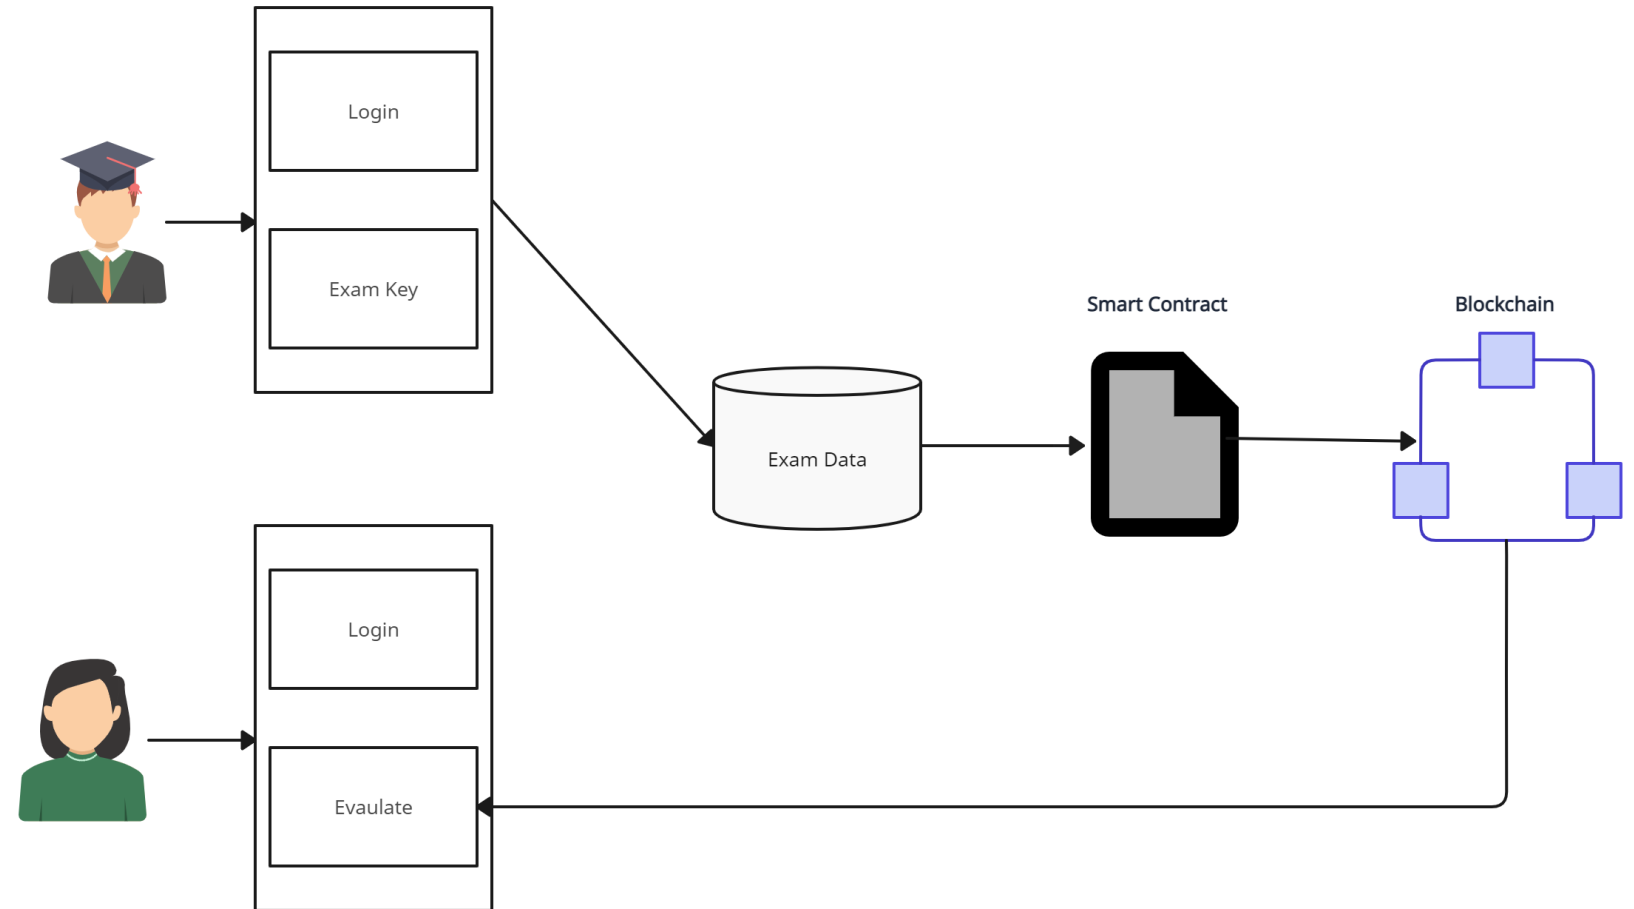 Login
Exam Key
Smart Contract
Blockchain
Exam Data
Login
Evaulate